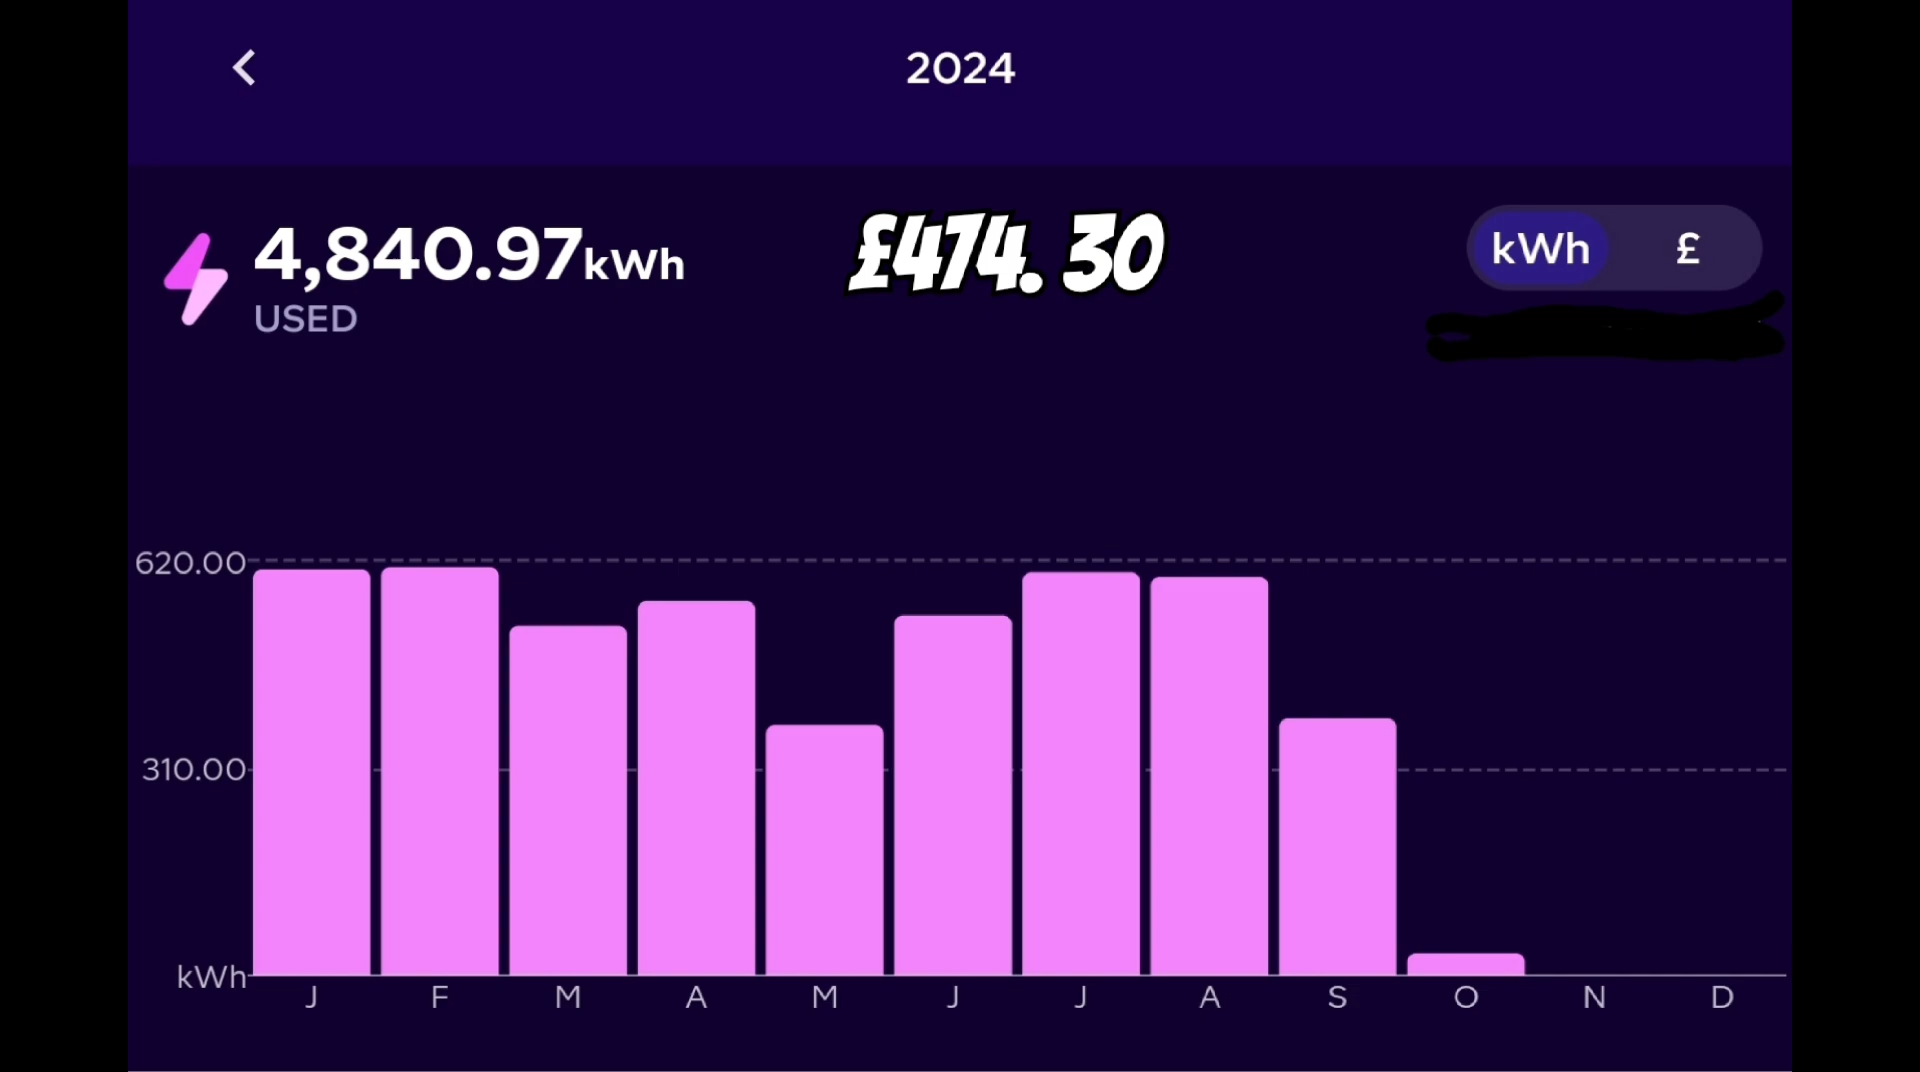 2024
4,840.97kWh
USED
£474. 30
kWh £
620.00
310.00
kWh
J F M A M J J A S O N D